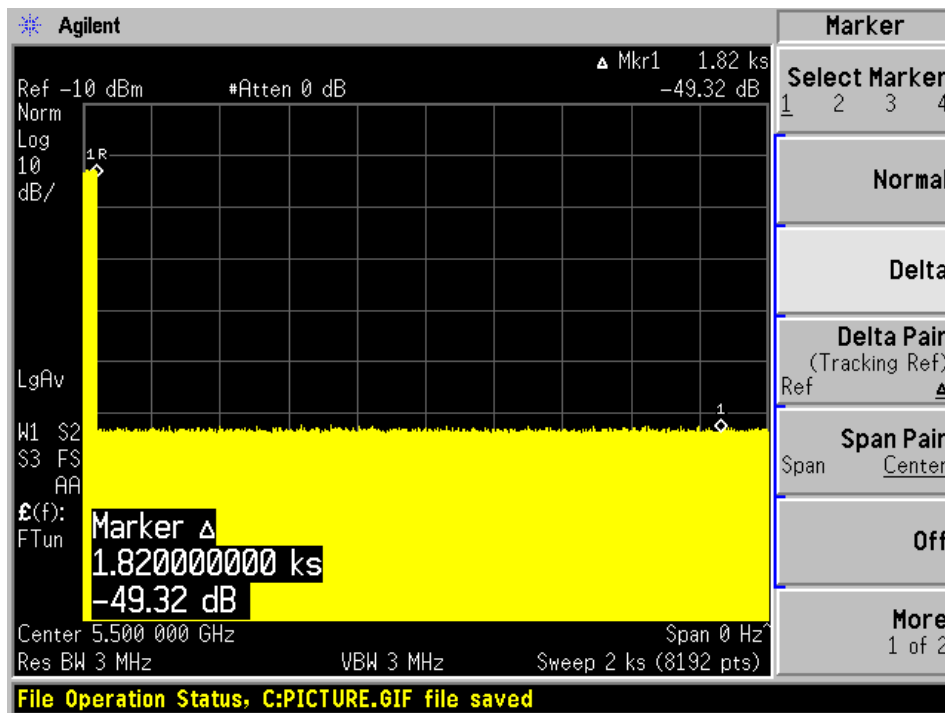 Agilent
Marker
Δ Mkr1 1.82 ks
Ref -10 dBm #Atten 0 dB -49.32 dB
Norm
Log
10
dB/
1R
LgAv
1
W1 S2
S3 FS
AA
£(f):
FTun
Marker Δ
1.820000000 ks
-49.32 dB
Center 5.500 000 GHz Span 0 Hz^
Res BW 3 MHz VBW 3 MHz Sweep 2 ks (8192 pts)
File Operation Status, C:PICTURE.GIF file saved
Select Marker
1 2 3 4
Normal
Delta
Delta Pair
(Tracking Ref)
Ref Δ
Span Pair
Span Center
Off
More
1 of 2